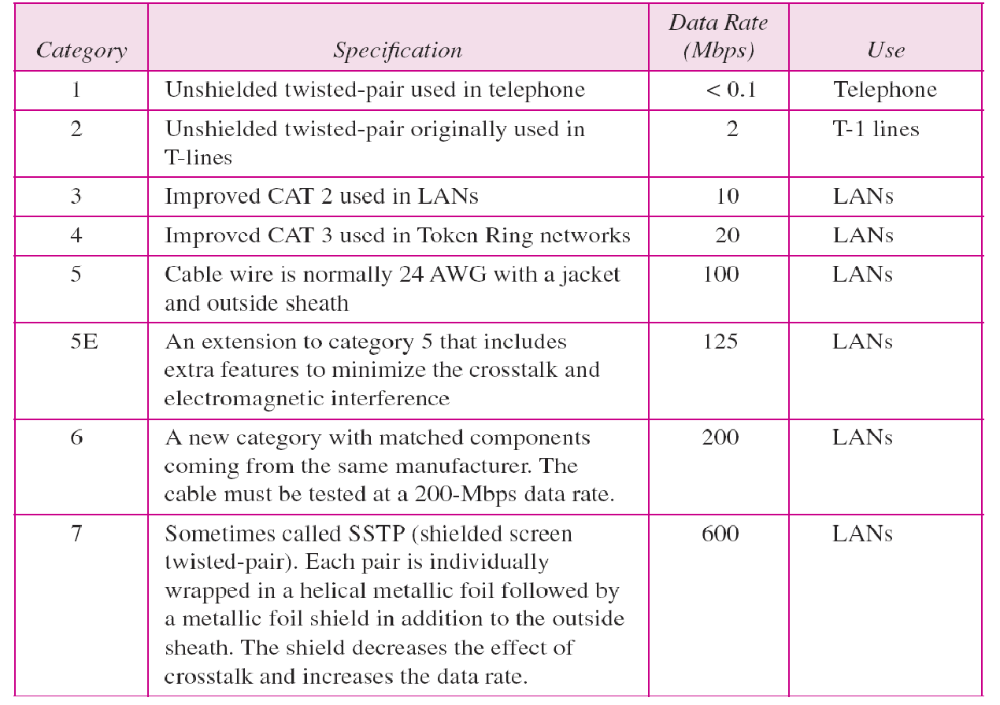 Category Specification Data Rate (Mbps) Use
1 Unshielded twisted-pair used in telephone < 0.1 Telephone
2 Unshielded twisted-pair originally used in 2 T-1 lines
T-lines
3 Improved CAT 2 used in LANs 10 LANs
4 Improved CAT 3 used in Token Ring networks 20 LANs
5 Cable wire is normally 24 AWG with a jacket 100 LANs
and outside sheath
5E An extension to category 5 that includes 125 LANs
extra features to minimize the crosstalk and
electromagnetic interference
6 A new category with matched components 200 LANs
coming from the same manufacturer. The
cable must be tested at a 200-Mbps data rate.
7 Sometimes called SSTP (shielded screen 600 LANs
twisted-pair). Each pair is individually
wrapped in a helical metallic foil followed by
a metallic foil shield in addition to the outside
sheath. The shield decreases the effect of
crosstalk and increases the data rate.